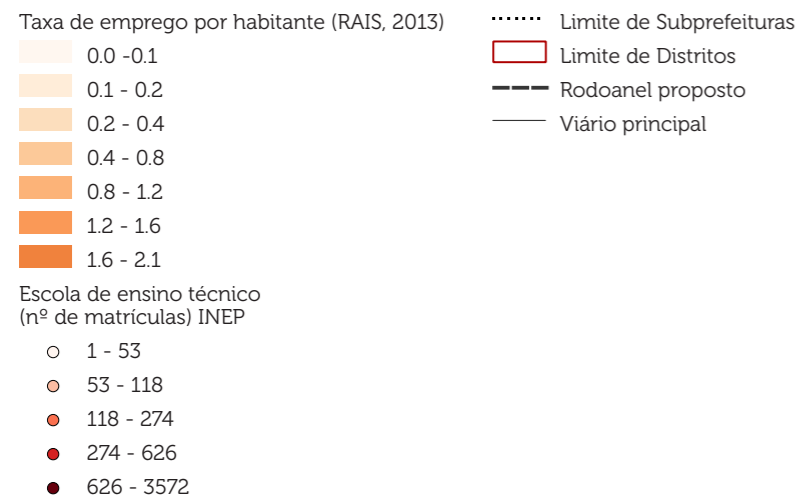 Taxa de emprego por habitante (RAIS, 2013)
0.0 -0.1
0.1 - 0.2
0.2 - 0.4
0.4 - 0.8
0.8 - 1.2
1.2 - 1.6
1.6 - 2.1
Escola de ensino técnico
(nº de matrículas) INEP
1 - 53
53 - 118
118 - 274
274 - 626
626 - 3572
Limite de Subprefeituras
Limite de Distritos
Rodoanel proposto
Viário principal